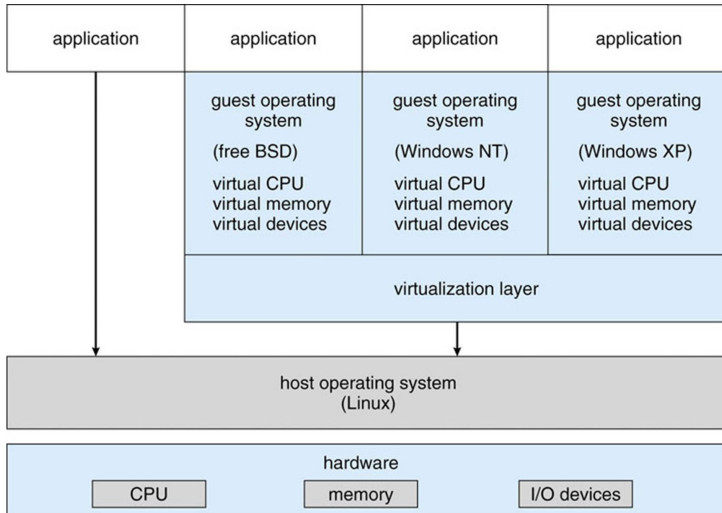 application
application
application
application
guest operating
system
(free BSD)
virtual CPU
virtual memory
virtual devices
guest operating
system
(Windows NT)
virtual CPU
virtual memory
virtual devices
guest operating
system
(Windows XP)
virtual CPU
virtual memory
virtual devices
virtualization layer
host operating system
(Linux)
hardware
CPU
memory
I/O devices